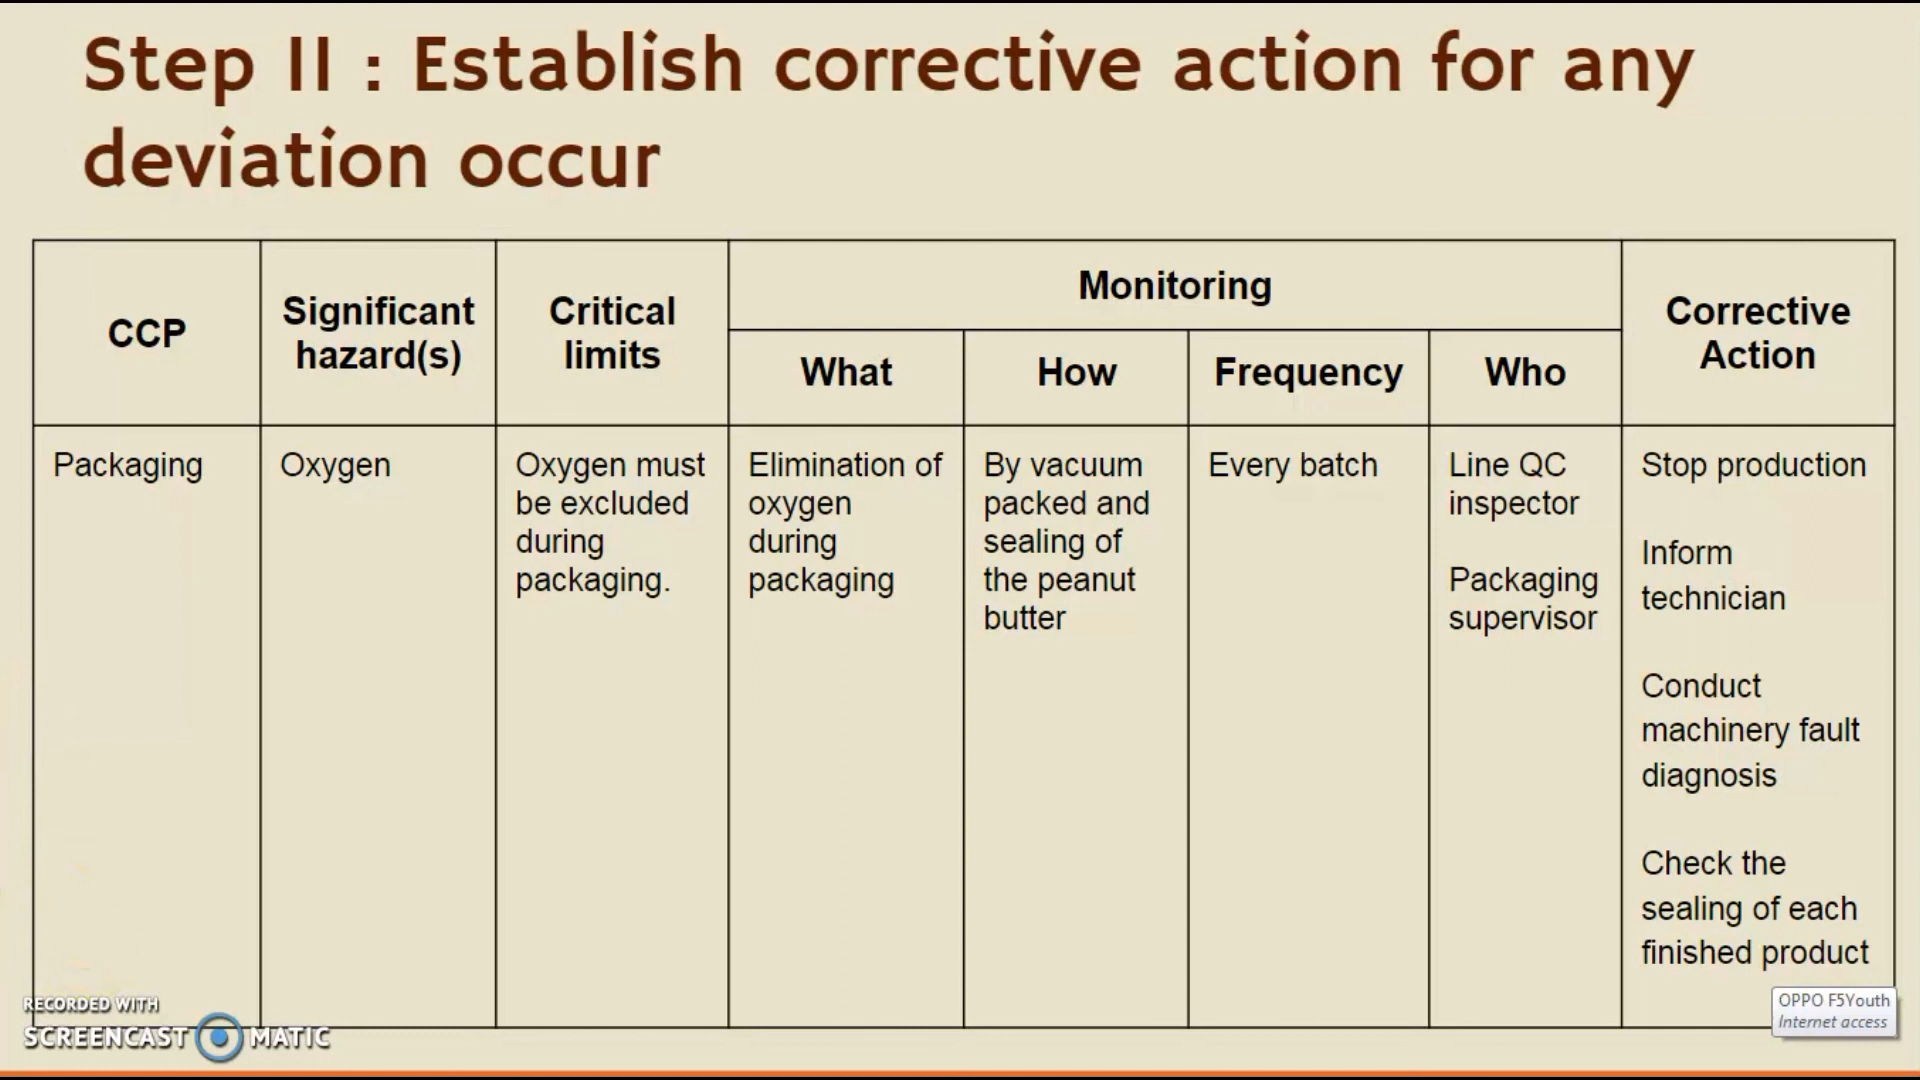 Step 11 : Establish corrective action for any
deviation occur
CCP
Significant
hazard(s)
Critical
limits
Monitoring
Corrective
Action
What
How
Frequency
Who
Packaging
Oxygen
Oxygen must
be excluded
during
packaging.
Elimination of
oxygen
during
packaging
By vacuum
packed and
sealing of
the peanut
butter
Every batch
Line QC
inspector
Packaging
supervisor
Stop production
Inform
technician
Conduct
machinery fault
diagnosis
Check the
sealing of each
finished product
RECORDED WITH
SCREENCAST MATIC
OPPO F5Youth
Internet access